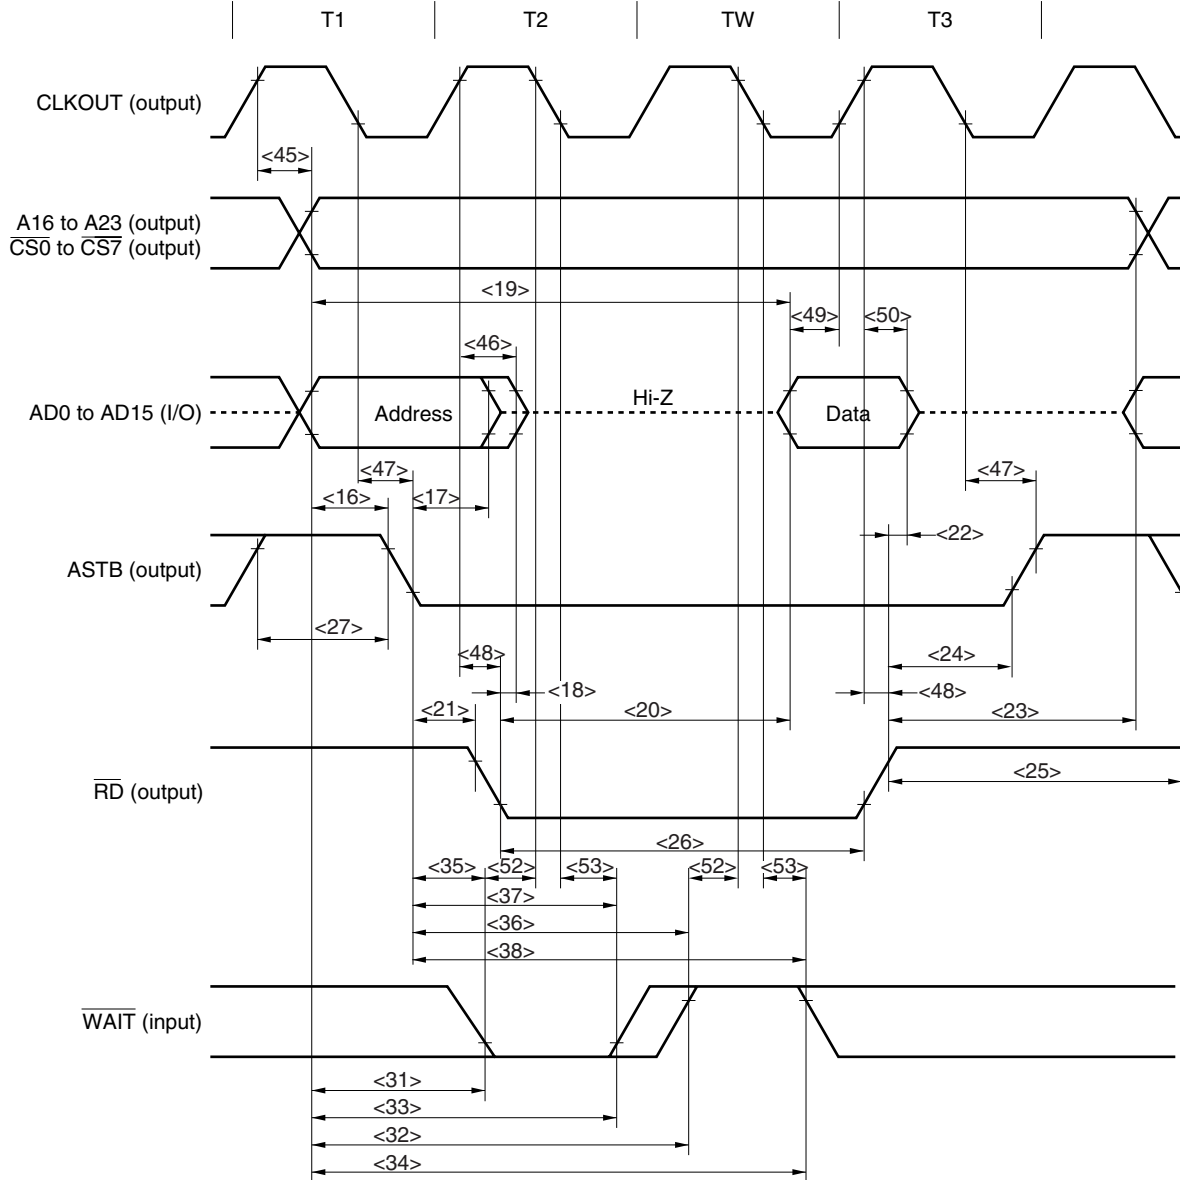 T1 T2 TW T3
CLKOUT (output)
<45>
A16 to A23 (output)
CS0 to CS7 (output)
<19>
<49> <50>
<46>
Hi-Z
AD0 to AD15 (I/O)
Address
Data
<47> <47>
<16> <17>
<22>
ASTB (output)
<27>
<48> <24>
<18> <48>
<21> <20> <23>
<25>
RD (output)
<26>
<35> <52> <53> <52> <53>
<37>
<36>
<38>
WAIT (input)
<31>
<33>
<32>
<34>